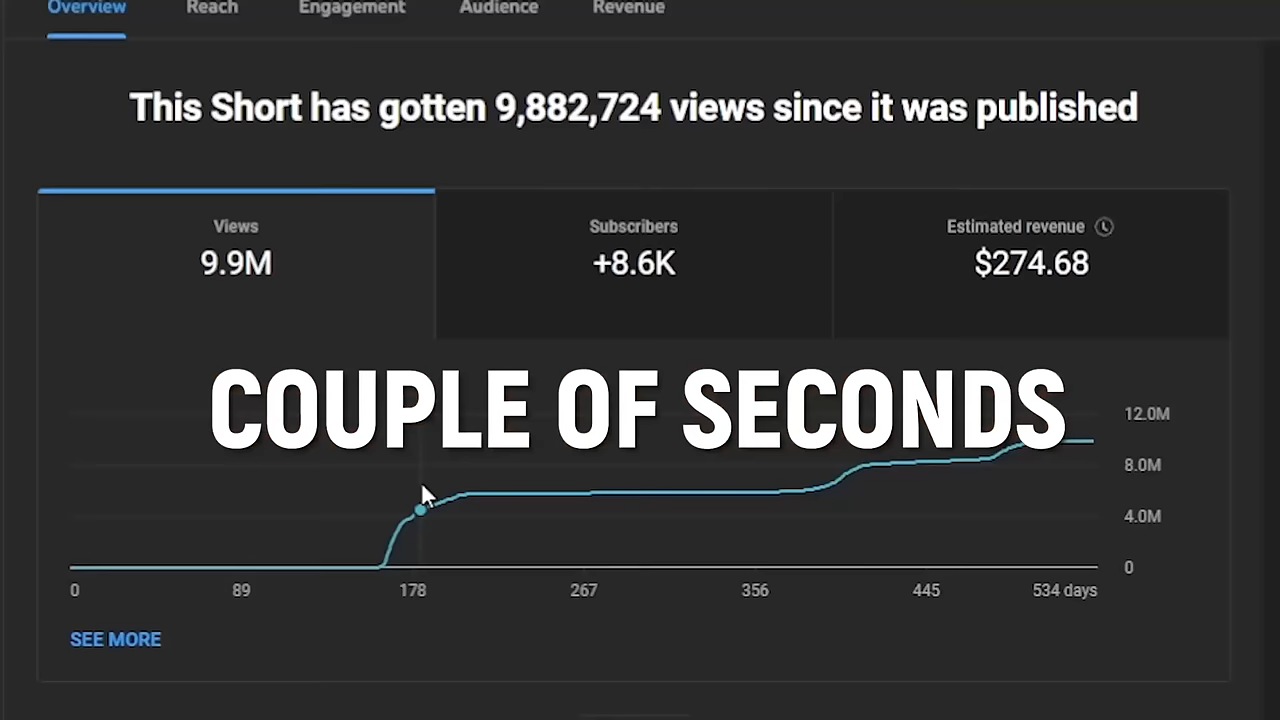 Overview Reach Engagement Audience Revenue
This Short has gotten 9,882,724 views since it was published
Views Subscribers Estimated revenue
9.9M +8.6K $274.68
COUPLE OF SECONDS
12.0M
8.0M
4.0M
0
0 89 178 267 356 445 534 days
SEE MORE